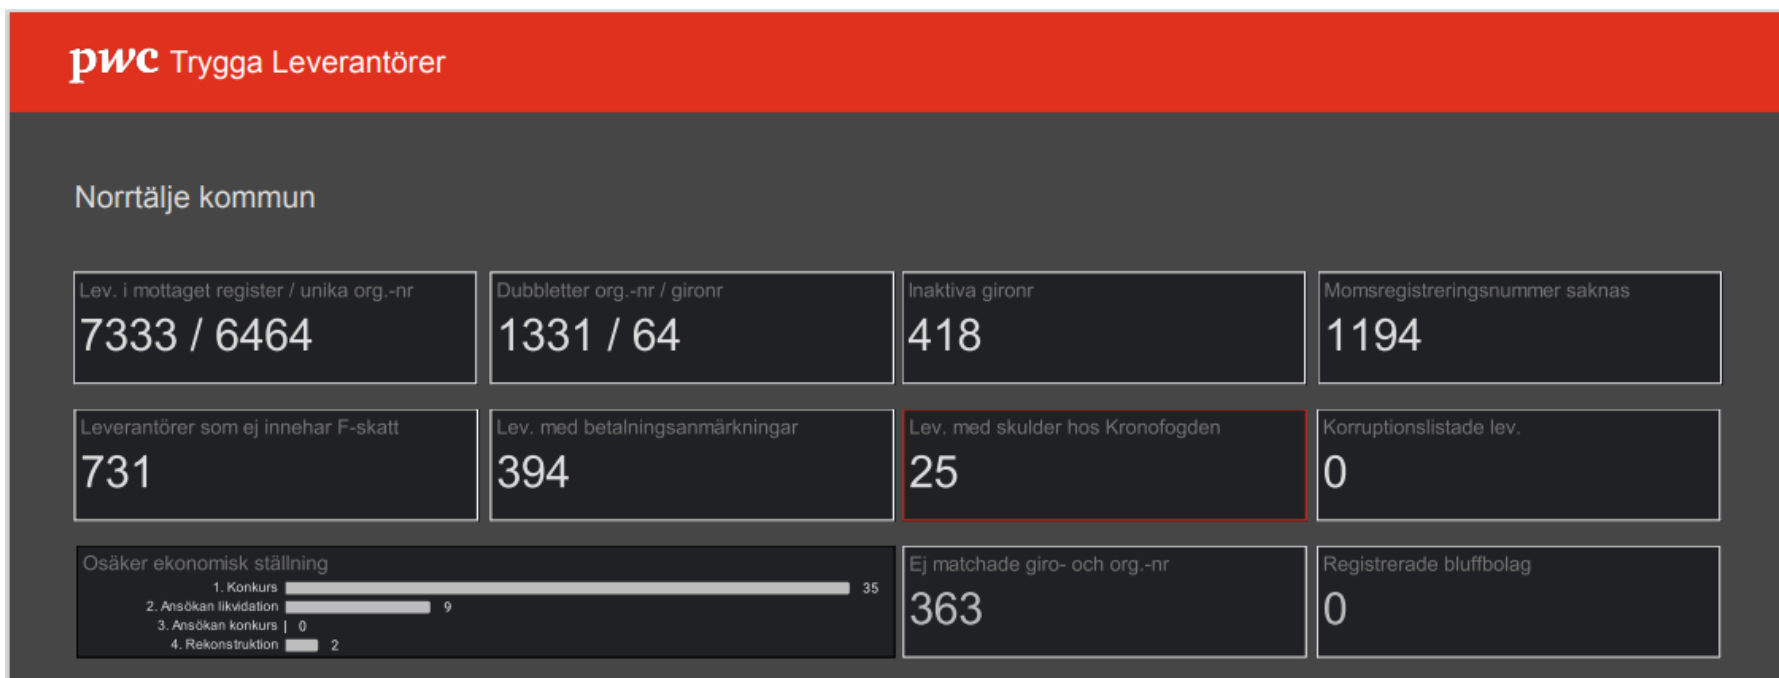 pwc Trygga Leverantörer
Norrtälje kommun
Lev. i mottaget register / unika org.-nr
7333 / 6464
Dubbletter org.-nr / gironr
1331 / 64
Inaktiva gironr
418
Momsregistreringsnummer saknas
1194
Leverantörer som ej innehar F-skatt
731
Lev. med betalningsanmärkningar
394
Lev. med skulder hos Kronofogden
25
Korruptionslistade lev.
0
Osäker ekonomisk ställning
1. Konkurs 35
2. Ansökan likvidation 9
3. Ansökan konkurs 0
4. Rekonstruktion 2
Ej matchade giro- och org.-nr
363
Registrerade bluffbolag
0